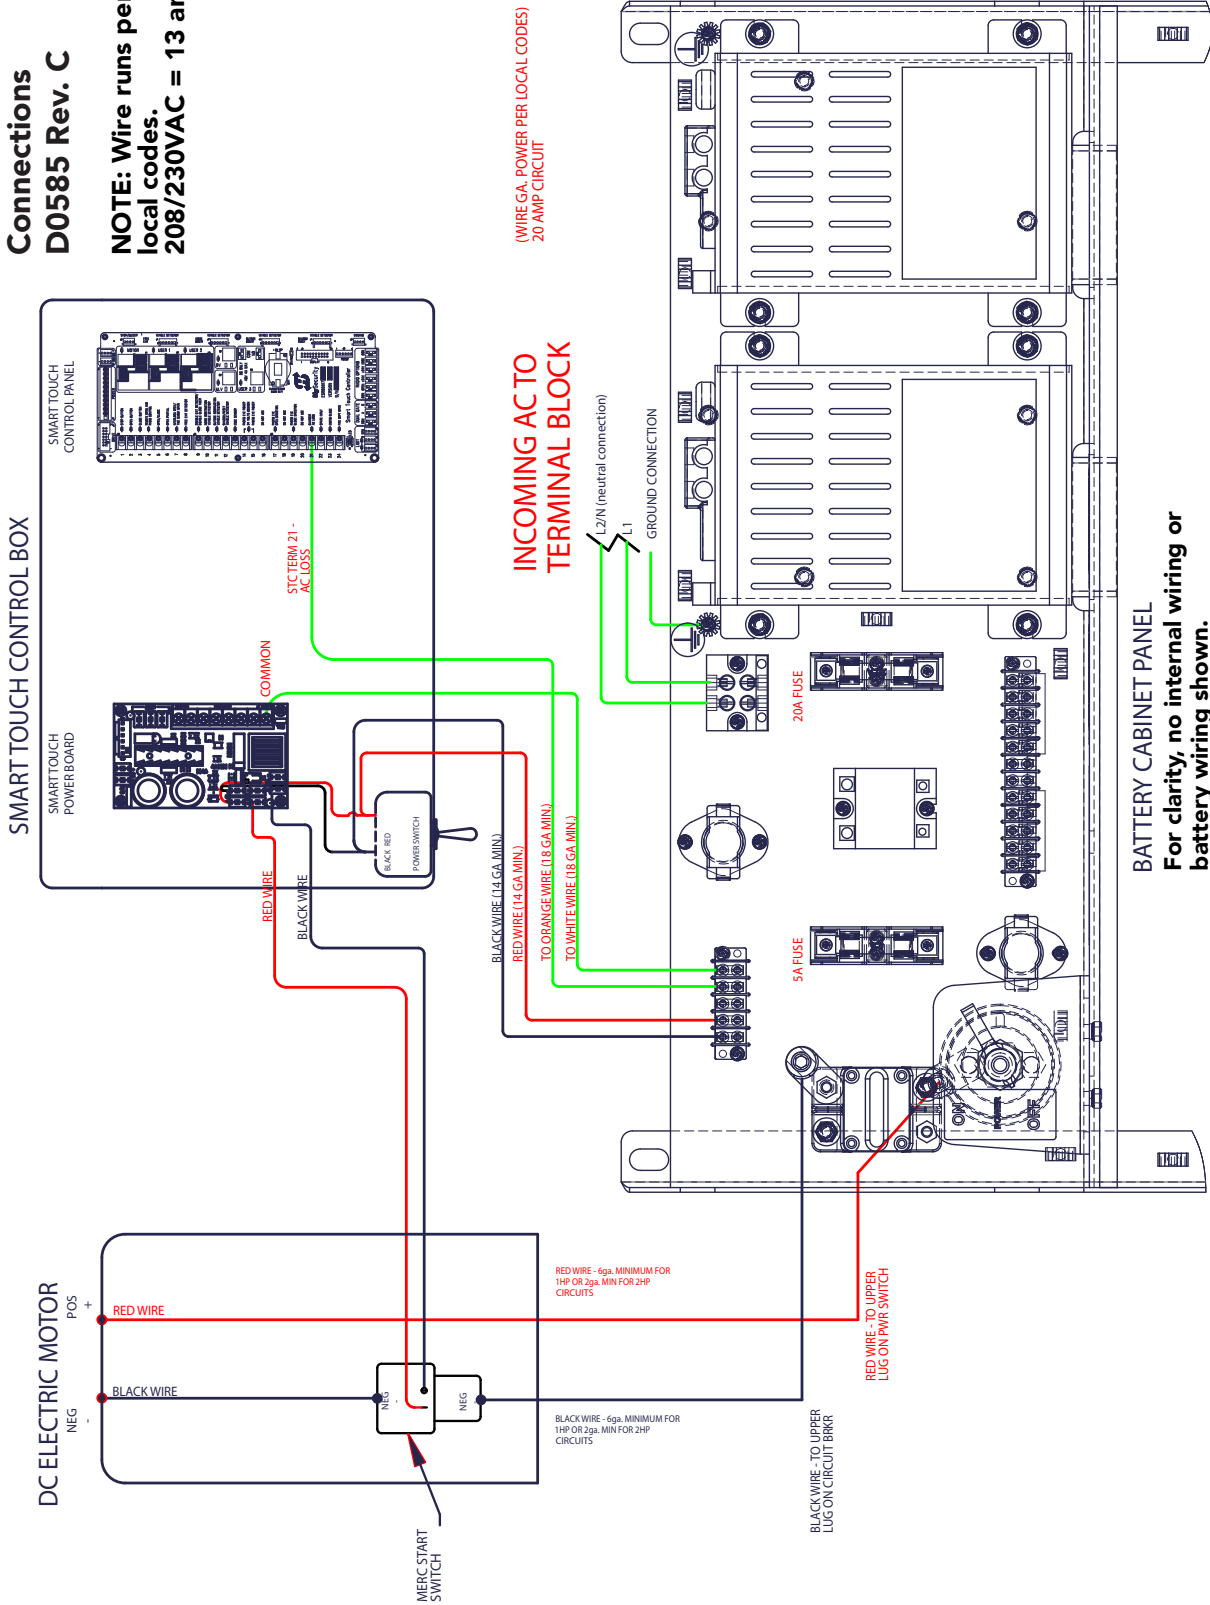 Connections
D0585 Rev. C
NOTE: Wire runs per
local codes.
208/230VAC = 13 am
SMART TOUCH CONTROL BOX
SMART TOUCH
POWER BOARD
SMART TOUCH
CONTROL PANEL
STC TERM 21 -
AC LOSS
COMMON
BLACK RED
POWER SWITCH
RED WIRE
BLACK WIRE
BLACK WIRE (14 GA MIN.)
RED WIRE (14 GA MIN.)
TO ORANGE WIRE (18 GA MIN.)
TO WHITE WIRE (18 GA MIN.)
(WIRE GA. POWER PER LOCAL CODES)
20 AMP CIRCUIT
INCOMING AC TO
TERMINAL BLOCK
L2/N (neutral connection)
L1
GROUND CONNECTION
20A FUSE
5A FUSE
ON
POWER
OFF
DC ELECTRIC MOTOR
NEG
-
POS
+
RED WIRE
BLACK WIRE
NEG
-
NEG
MERC START
SWITCH
RED WIRE - 6ga. MINIMUM FOR
1HP OR 2ga. MIN FOR 2HP
CIRCUITS
BLACK WIRE - 6ga. MINIMUM FOR
1HP OR 2ga. MIN FOR 2HP
CIRCUITS
RED WIRE - TO UPPER
LUG ON PWR SWITCH
BLACK WIRE - TO UPPER
LUG ON CIRCUIT BRKR
BATTERY CABINET PANEL
For clarity, no internal wiring or
battery wiring shown.